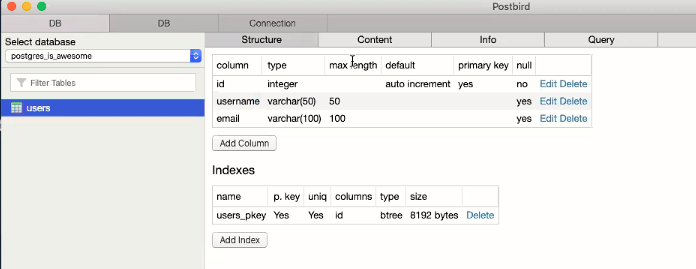 Postbird
DB DB Connection
Select database
postgres_is_awesome
Filter Tables
users
Structure Content Info Query
column type max length default primary key null
id integer auto increment yes no Edit Delete
username varchar(50) 50 yes Edit Delete
email varchar(100) 100 yes Edit Delete
Add Column
Indexes
name p. key uniq columns type size
users_pkey Yes Yes id btree 8192 bytes Delete
Add Index